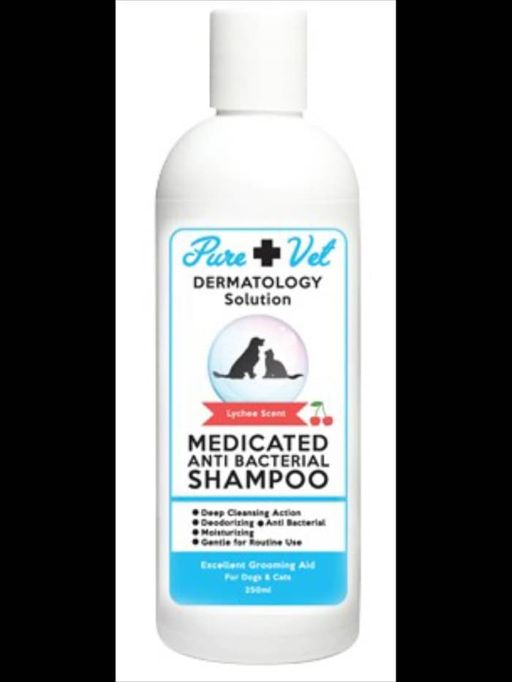 Pure Vet
DERMATOLOGY
Solution
Lychee Scent
MEDICATED
ANTI BACTERIAL
SHAMPOO
● Deep Cleansing Action
● Deodorizing ● Anti Bacterial
● Moisturizing
● Gentle for Routine Use
Excellent Grooming Aid
For Dogs & Cats
250ml